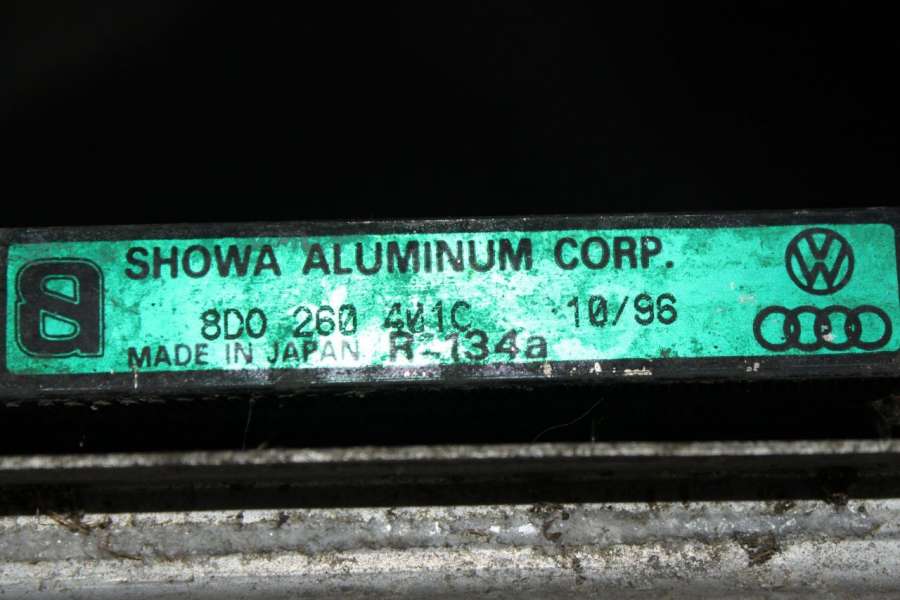 SHOWA ALUMINUM CORP.
8D0 260 401C 10/96
MADE IN JAPAN R-134a